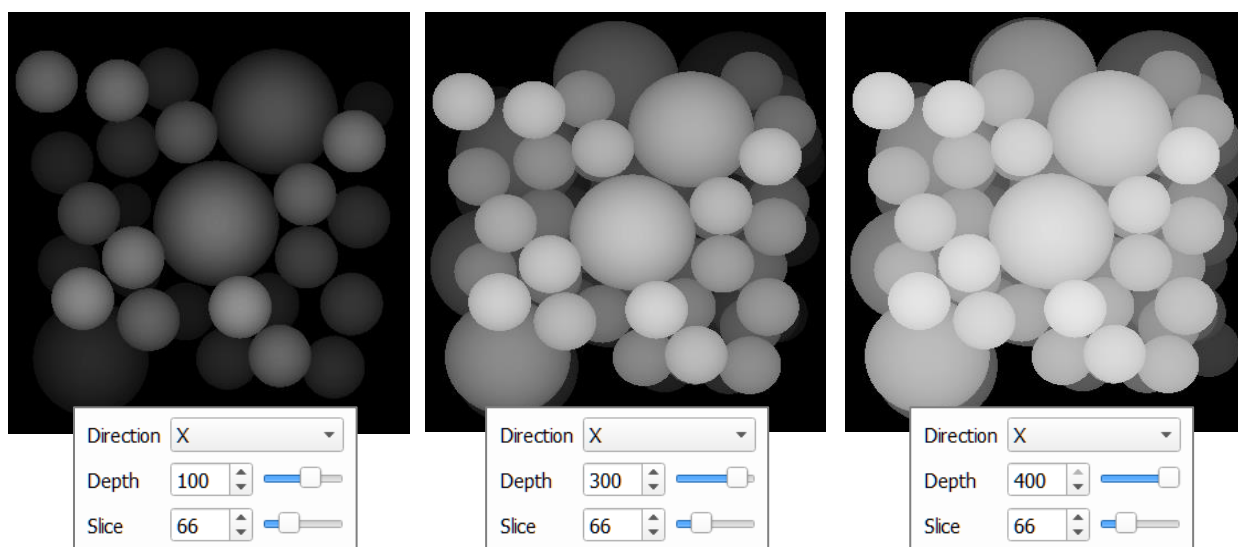 Direction X
Depth 100
Slice 66
Direction X
Depth 300
Slice 66
Direction X
Depth 400
Slice 66